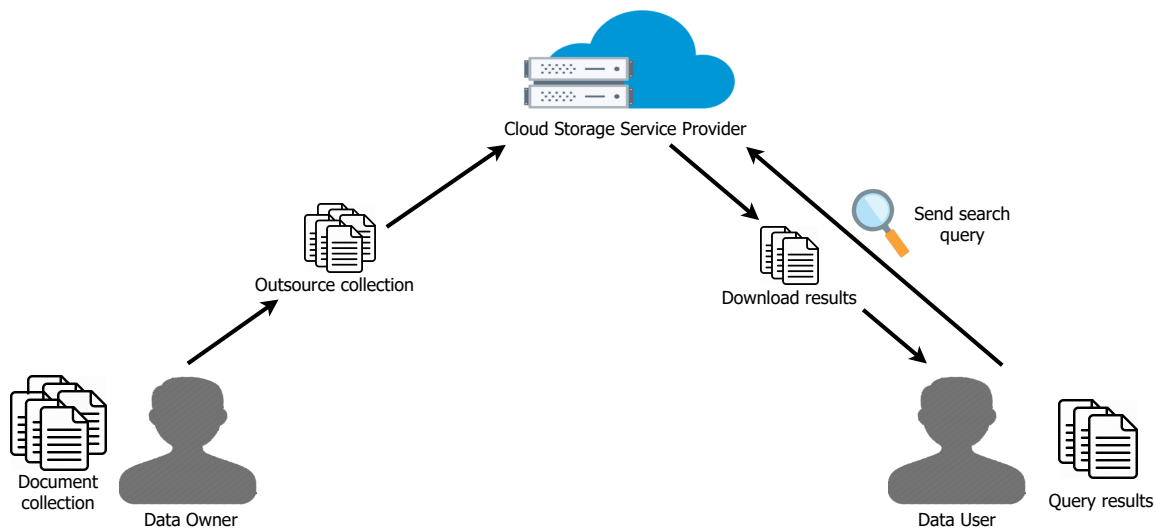 Cloud Storage Service Provider
Send search
query
Outsource collection
Download results
Document
collection
Data Owner
Data User
Query results